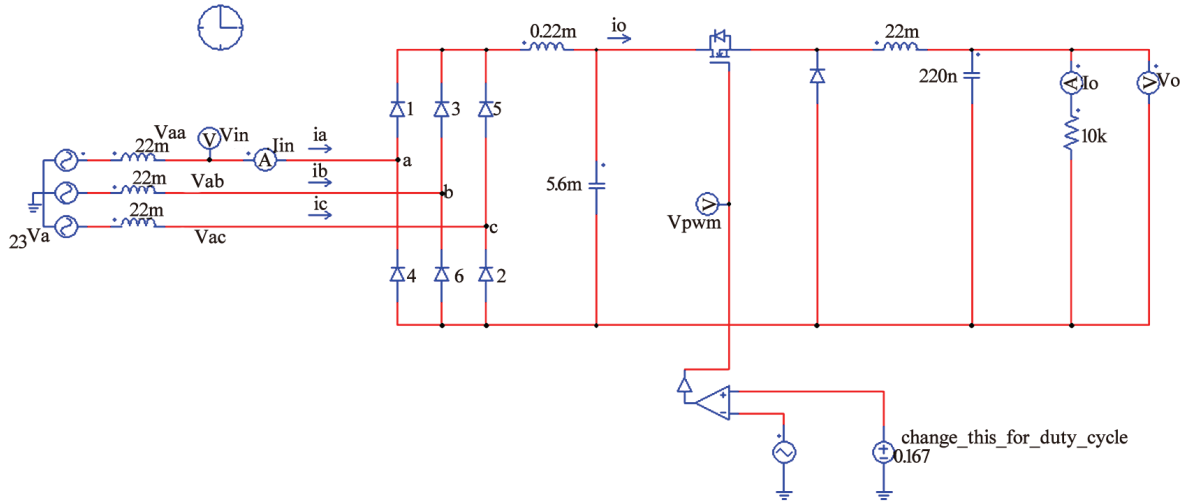 0.22m
io
22m
220n
Io
Vo
10k
1
3
5
Vaa
Vin
Iin
ia
22m
a
22m
Vab
ib
b
22m
Vac
ic
c
23Va
5.6m
Vpwm
4
6
2
change_this_for_duty_cycle
0.167